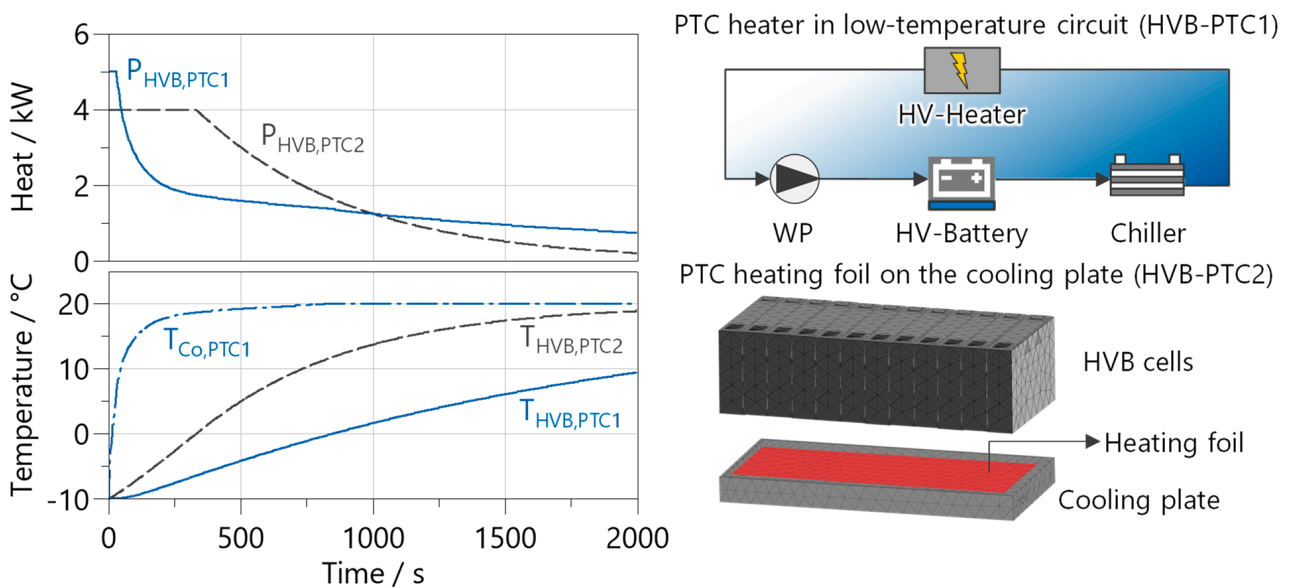 6
4
2
0
Heat / kW
P_HVB,PTC1
P_HVB,PTC2
20
10
0
-10
Temperature / °C
T_Co,PTC1
T_HVB,PTC2
T_HVB,PTC1
0 500 1000 1500 2000
Time / s
PTC heater in low-temperature circuit (HVB-PTC1)
HV-Heater
WP HV-Battery Chiller
PTC heating foil on the cooling plate (HVB-PTC2)
HVB cells
Heating foil
Cooling plate